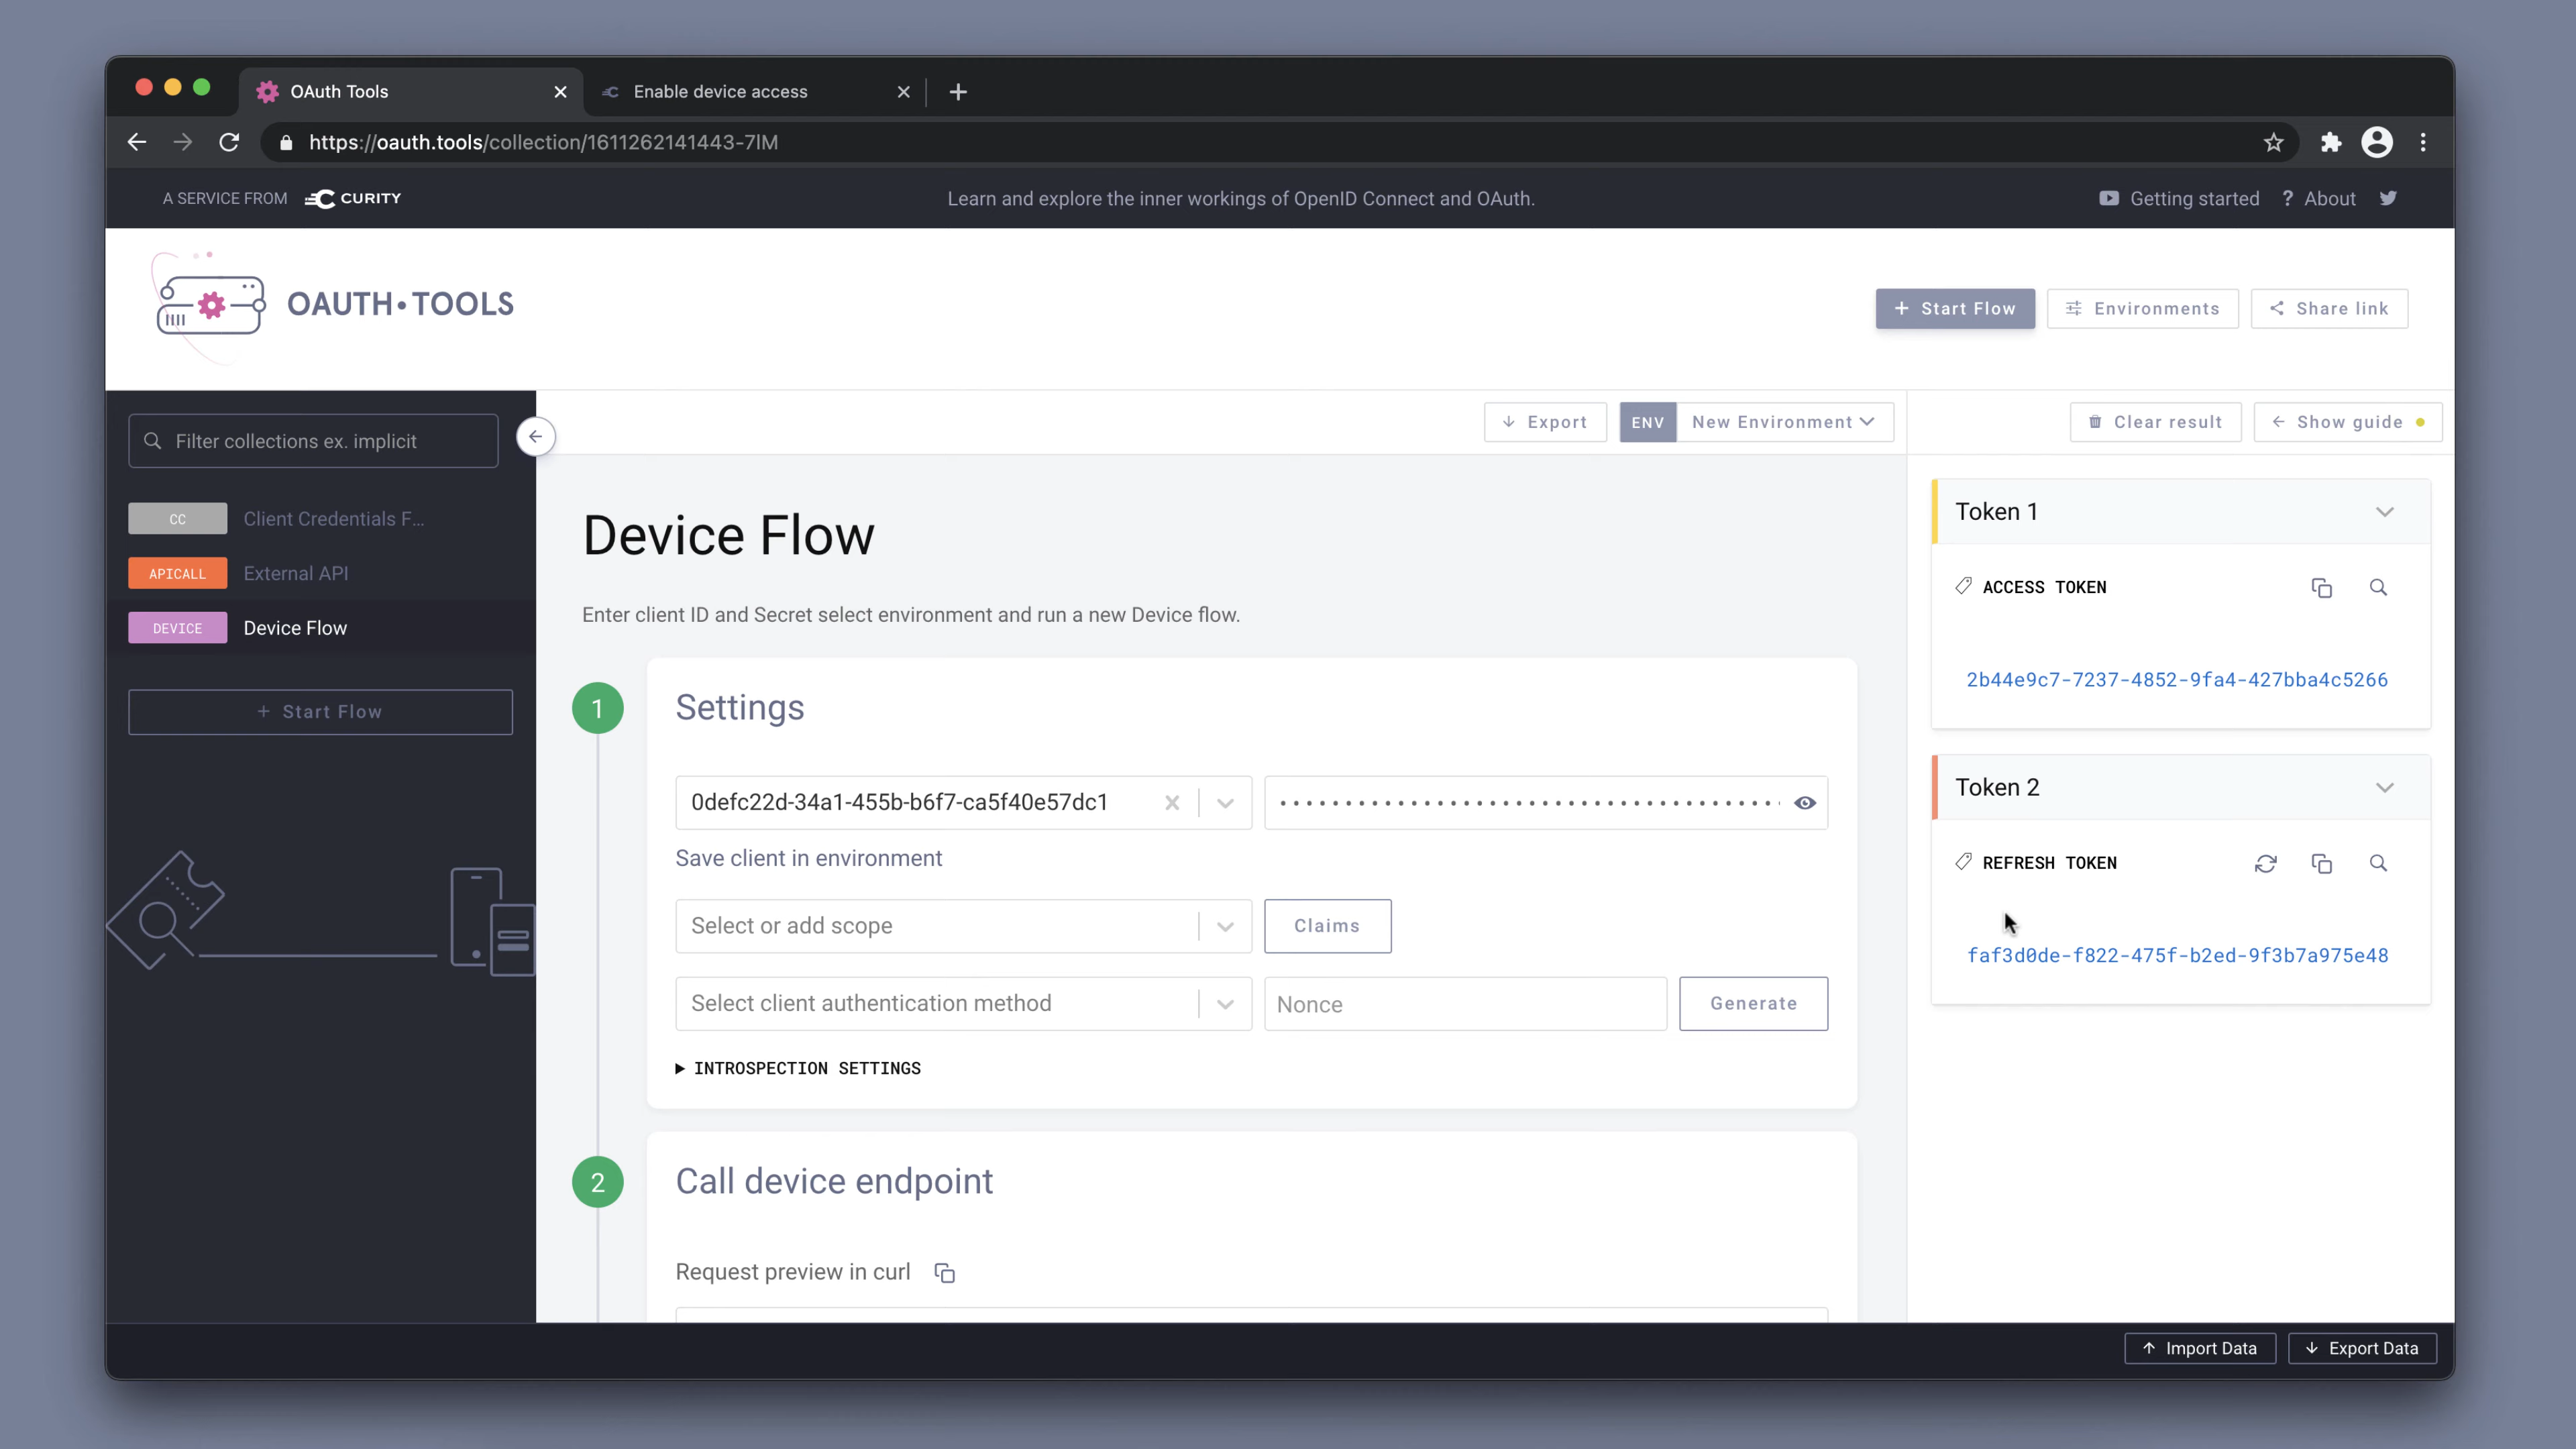 OAuth Tools
Enable device access
https://oauth.tools/collection/1611262141443-7lM
A SERVICE FROM CURITY
Learn and explore the inner workings of OpenID Connect and OAuth.
Getting started ? About
OAUTH•TOOLS
+ Start Flow
Environments
Share link
Filter collections ex. implicit
CC Client Credentials F...
APICALL External API
DEVICE Device Flow
+ Start Flow
Export
ENV New Environment
Clear result
Show guide
Device Flow
Enter client ID and Secret select environment and run a new Device flow.
1 Settings
0defc22d-34a1-455b-b6f7-ca5f40e57dc1
Save client in environment
Select or add scope
Claims
Select client authentication method
Nonce
Generate
INTROSPECTION SETTINGS
2 Call device endpoint
Request preview in curl
Token 1
ACCESS TOKEN
2b44e9c7-7237-4852-9fa4-427bba4c5266
Token 2
REFRESH TOKEN
faf3d0de-f822-475f-b2ed-9f3b7a975e48
Import Data
Export Data